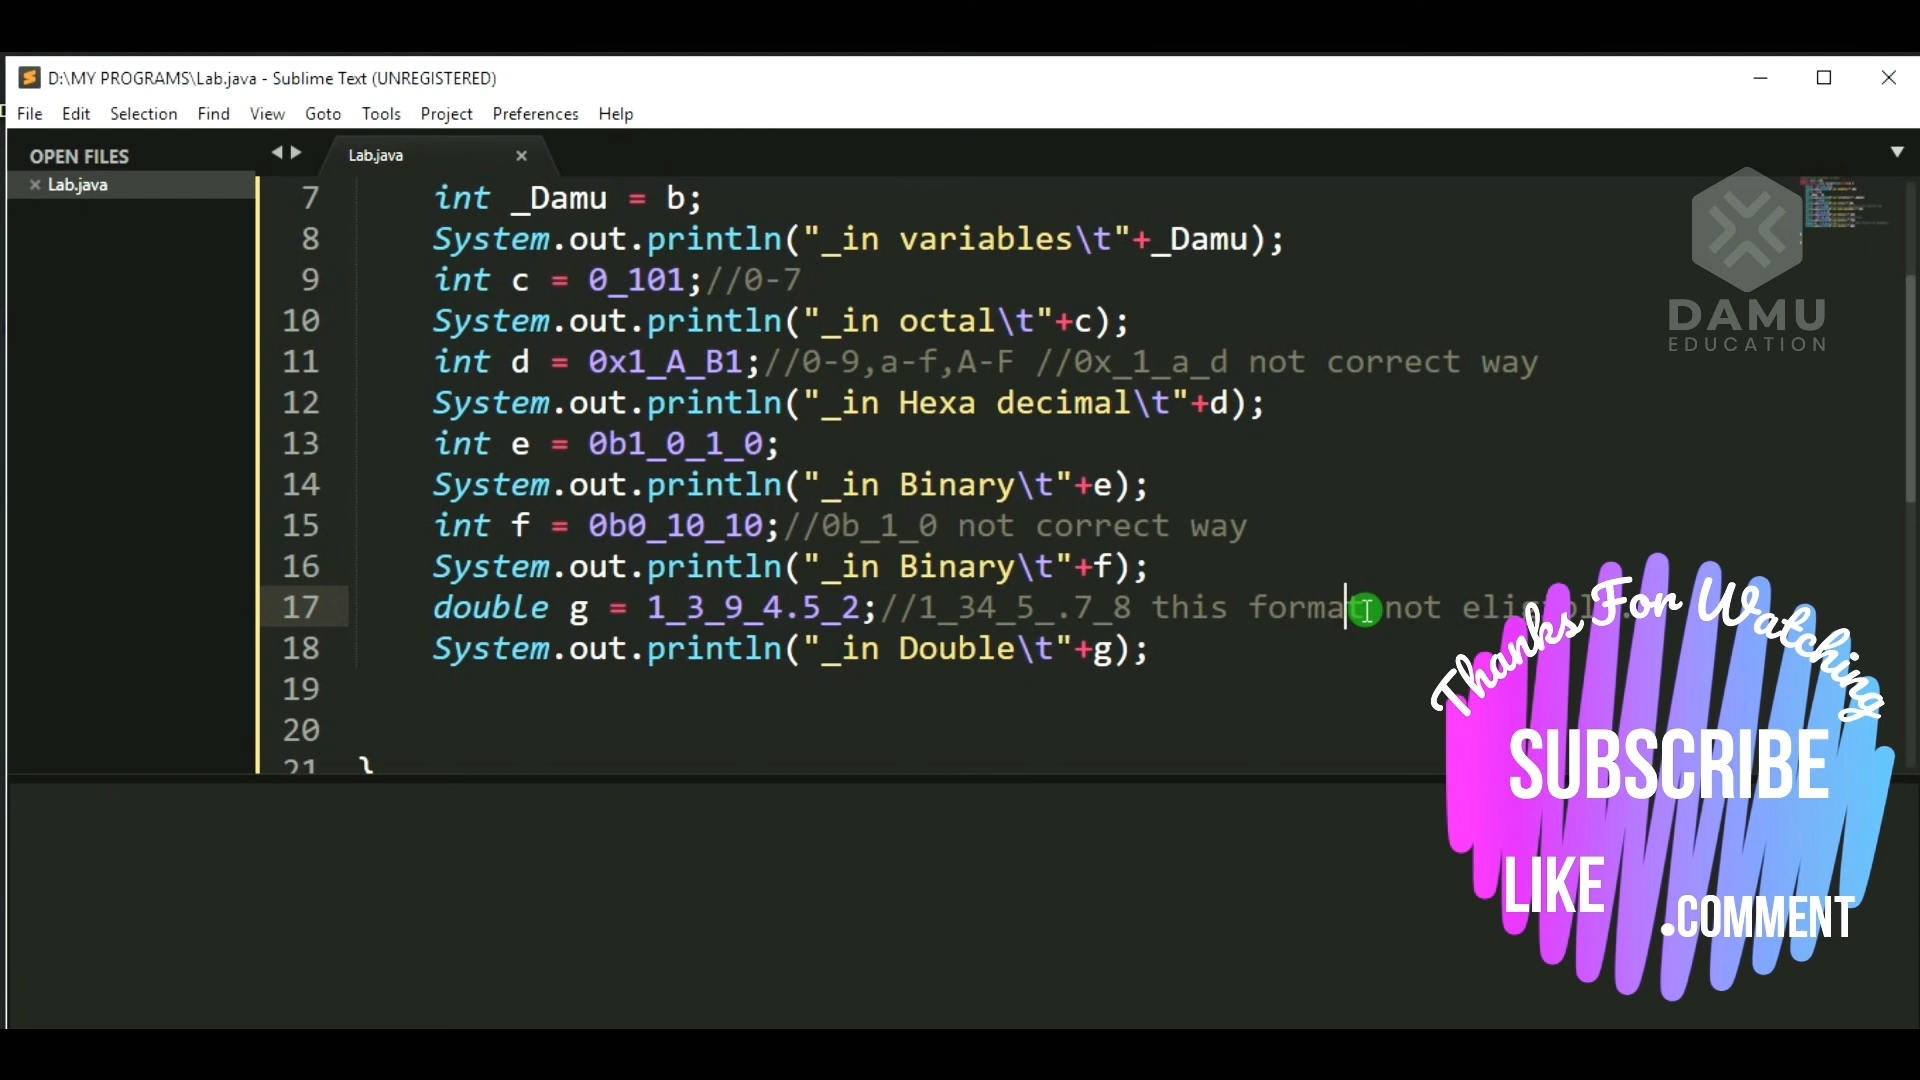 D:\MY PROGRAMS\Lab.java - Sublime Text (UNREGISTERED)
File Edit Selection Find View Goto Tools Project Preferences Help
OPEN FILES
Lab.java
Lab.java
7 int _Damu = b;
8 System.out.println("_in variables\t"+_Damu);
9 int c = 0_101;//0-7
10 System.out.println("_in octal\t"+c);
11 int d = 0x1_A_B1;//0-9,a-f,A-F //0x_1_a_d not correct way
12 System.out.println("_in Hexa decimal\t"+d);
13 int e = 0b1_0_1_0;
14 System.out.println("_in Binary\t"+e);
15 int f = 0b0_10_10;//0b_1_0 not correct way
16 System.out.println("_in Binary\t"+f);
17 double g = 1_3_9_4.5_2;//1_34_5_.7_8 this format not
18 System.out.println("_in Double\t"+g);
19
20
21 }
DAMU
EDUCATION
Thanks For Watching
SUBSCRIBE
LIKE
.COMMENT